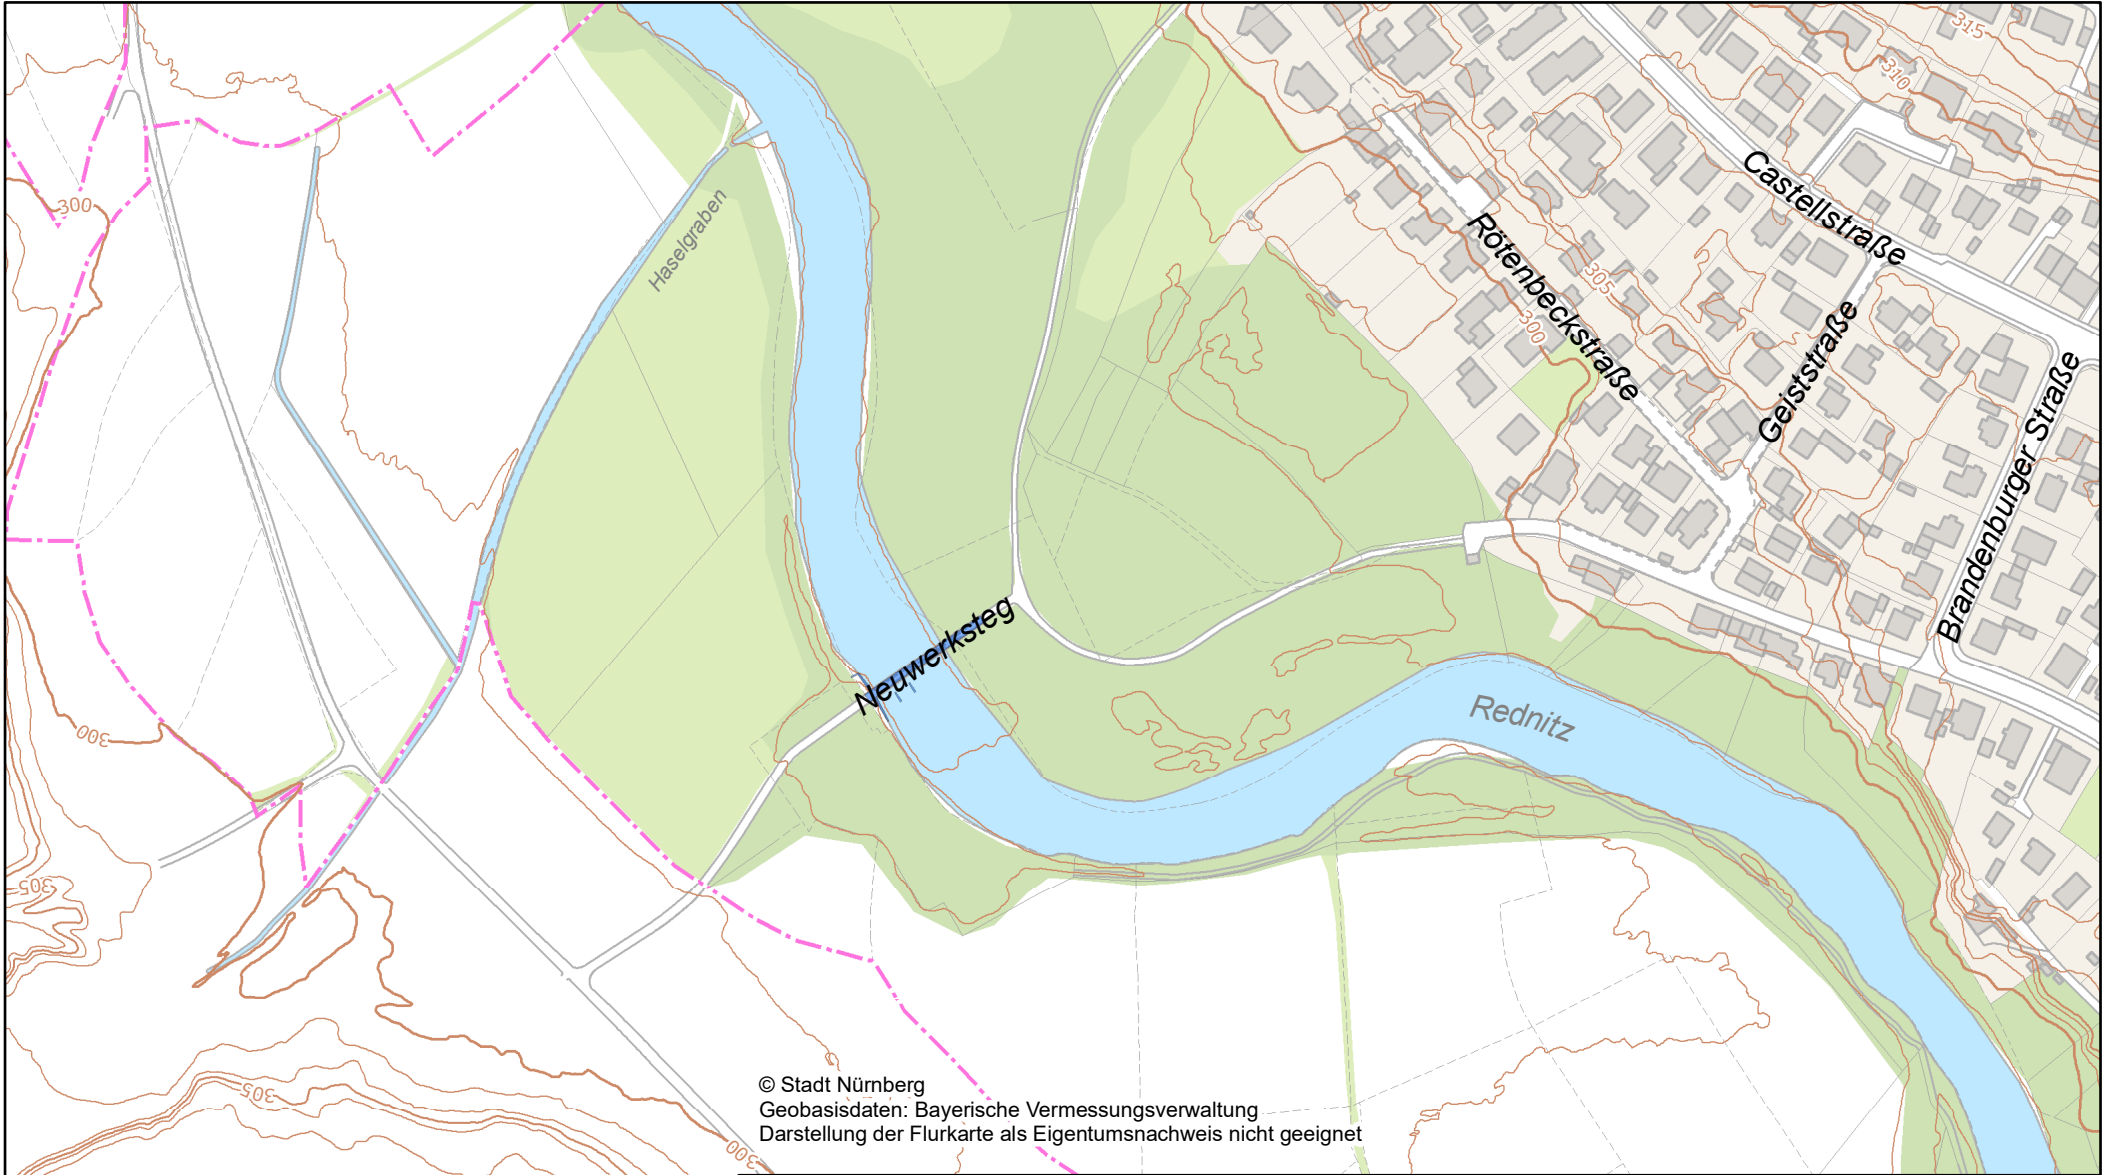 315
310
Castellstraße
300
Haselgraben
Rötenbeckstraße
305
300
Geiststraße
Brandenburger Straße
Neuwerksteg
Rednitz
300
305
305
300
© Stadt Nürnberg
Geobasisdaten: Bayerische Vermessungsverwaltung
Darstellung der Flurkarte als Eigentumsnachweis nicht geeignet